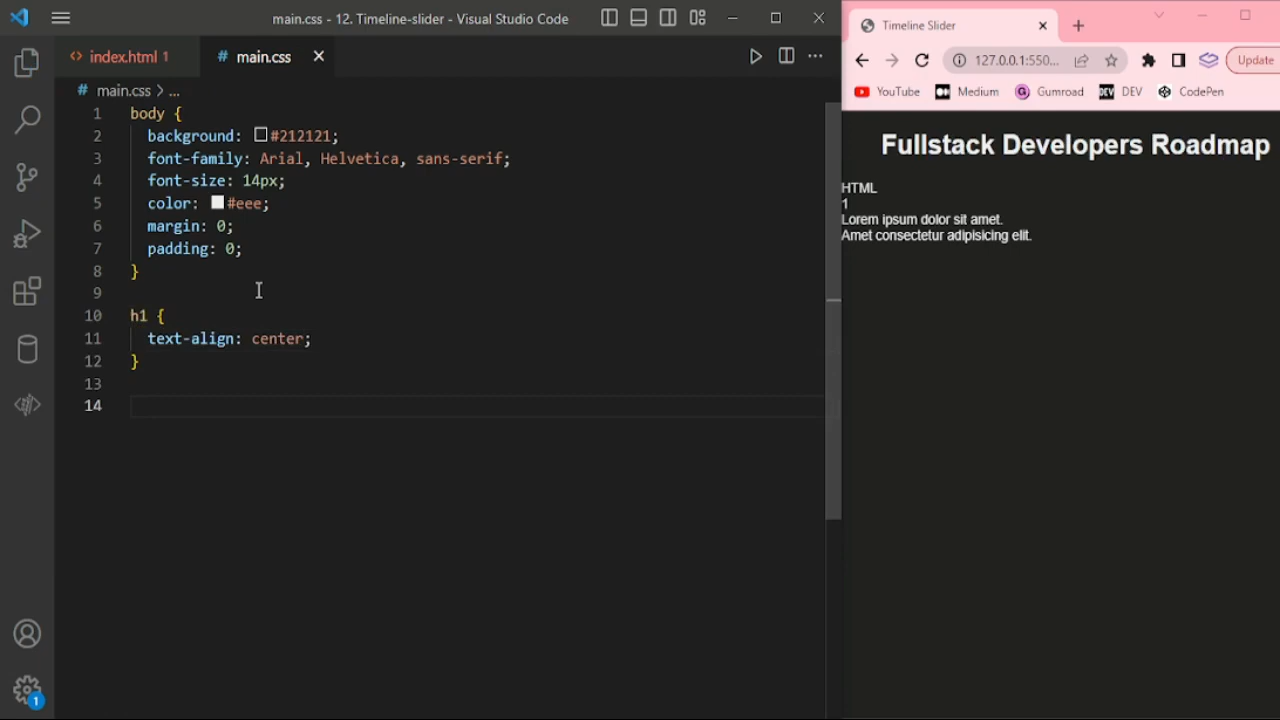 main.css - 12. Timeline-slider - Visual Studio Code
index.html 1
# main.css
# main.css > ...
1 body {
2 background: #212121;
3 font-family: Arial, Helvetica, sans-serif;
4 font-size: 14px;
5 color: #eee;
6 margin: 0;
7 padding: 0;
8 }
9
10 h1 {
11 text-align: center;
12 }
13
14
1
Timeline Slider
127.0.0.1:550...
Update
YouTube Medium Gumroad DEV DEV CodePen
Fullstack Developers Roadmap
HTML
1
Lorem ipsum dolor sit amet.
Amet consectetur adipisicing elit.